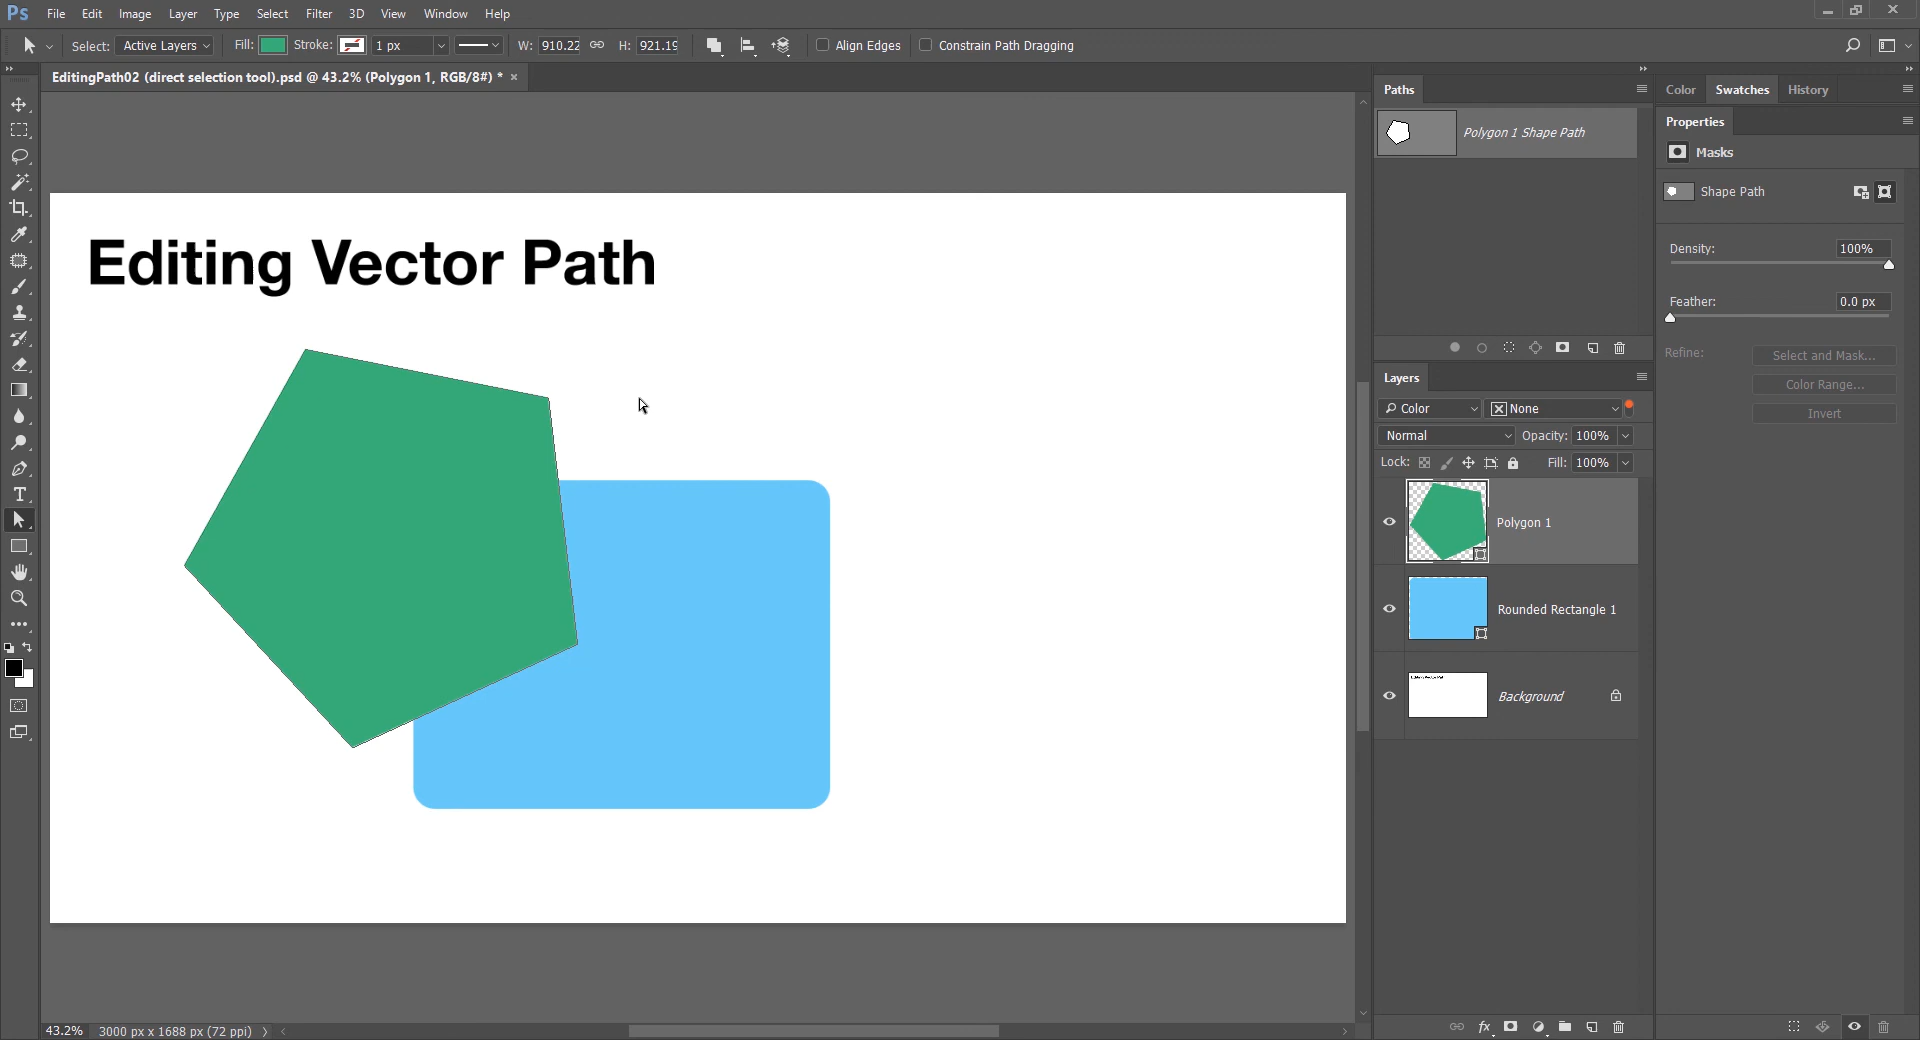 Ps File Edit Image Layer Type Select Filter 3D View Window Help
Select: Active Layers Fill: Stroke: 1 px W: 910.22 H: 921.19 Align Edges Constrain Path Dragging
EditingPath02 (direct selection tool).psd @ 43.2% (Polygon 1, RGB/8#) * ×
Editing Vector Path
43.2% 3000 px x 1688 px (72 ppi)
Paths
Polygon 1 Shape Path
Layers
Color None
Normal Opacity: 100%
Lock: Fill: 100%
Polygon 1
Rounded Rectangle 1
Background
fx
Color Swatches History
Properties
Masks
Shape Path
Density: 100%
Feather: 0.0 px
Refine: Select and Mask...
Color Range...
Invert